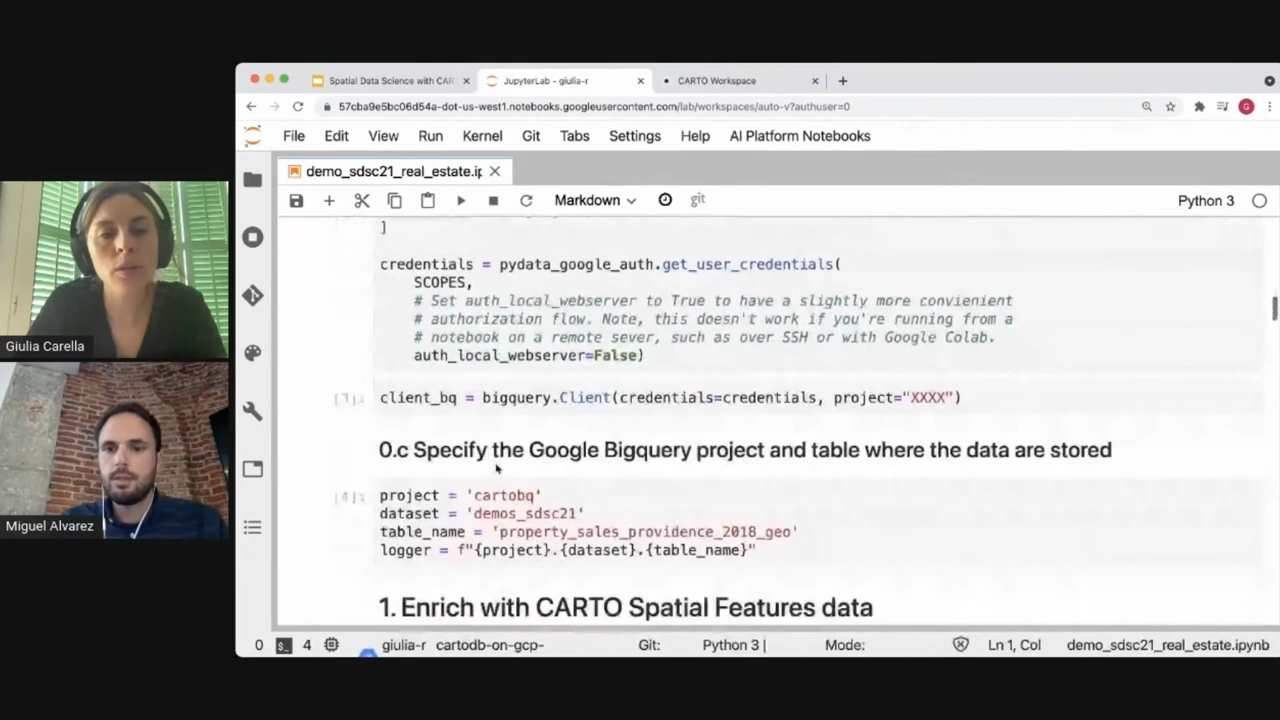 Spatial Data Science with CAR
JupyterLab - giulia-r
CARTO Workspace
57cba9e5bc06d54a-dot-us-west1.notebooks.googleusercontent.com/lab/workspaces/auto-v?authuser=0
G
File Edit View Run Kernel Git Tabs Settings Help AI Platform Notebooks
demo_sdsc21_real_estate.ip
Markdown
git
Python 3
]
credentials = pydata_google_auth.get_user_credentials(
SCOPES,
# Set auth_local_webserver to True to have a slightly more convienient
# authorization flow. Note, this doesn't work if you're running from a
# notebook on a remote sever, such as over SSH or with Google Colab.
auth_local_webserver=False)
client_bq = bigquery.Client(credentials=credentials, project="XXXX")
0.c Specify the Google Bigquery project and table where the data are stored
[4]:
project = 'cartobq'
dataset = 'demos_sdsc21'
table_name = 'property_sales_providence_2018_geo'
logger = f"{project}.{dataset}.{table_name}"
1. Enrich with CARTO Spatial Features data
0 4 giulia-r cartodb-on-gcp- Git: Python 3 | Mode: Ln 1, Col demo_sdsc21_real_estate.ipynb
Giulia Carella
Miguel Alvarez